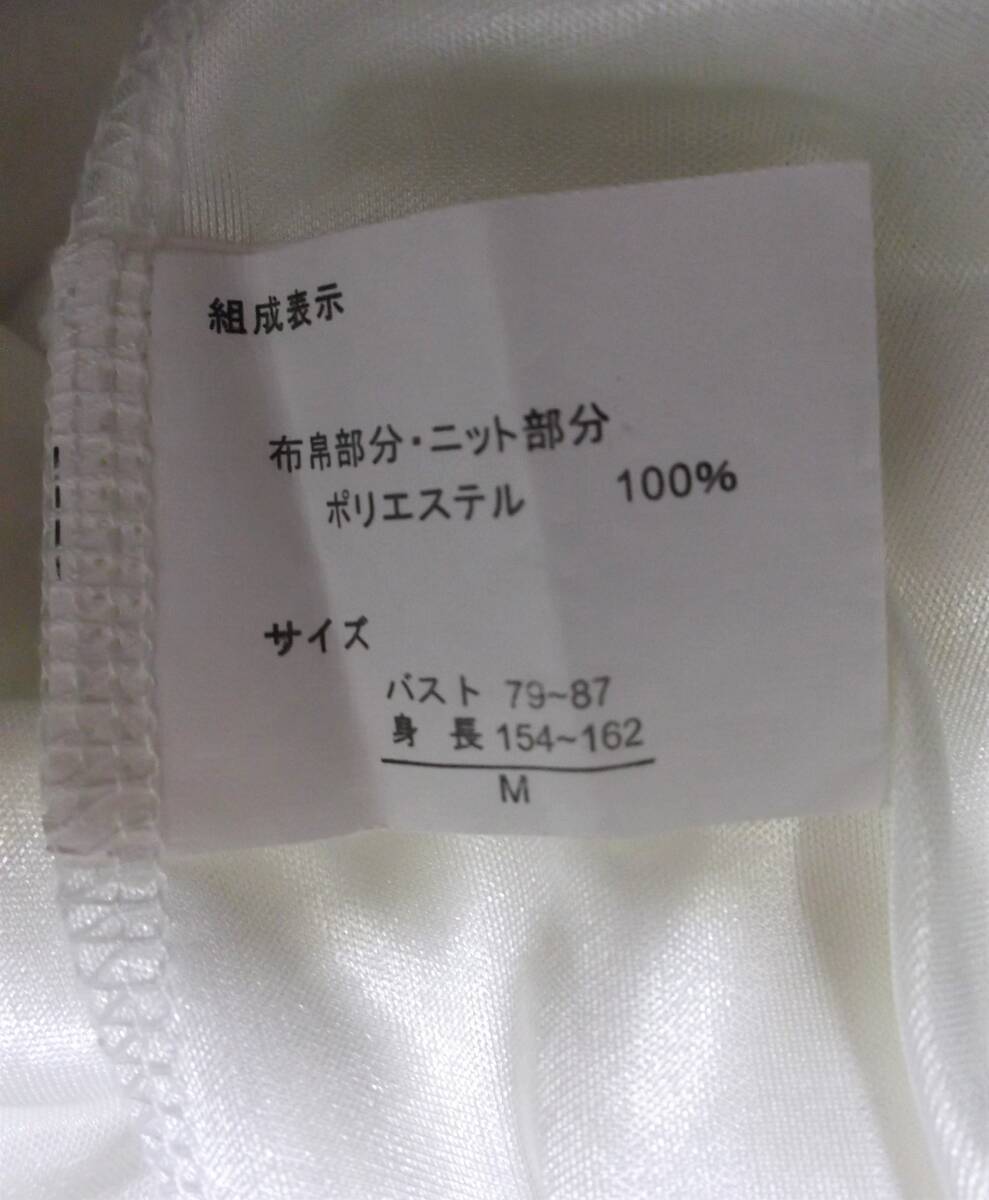 組成表示
布帛部分・ニット部分
ポリエステル 100%
サイズ
バスト 79~87
身 長 154~162
M